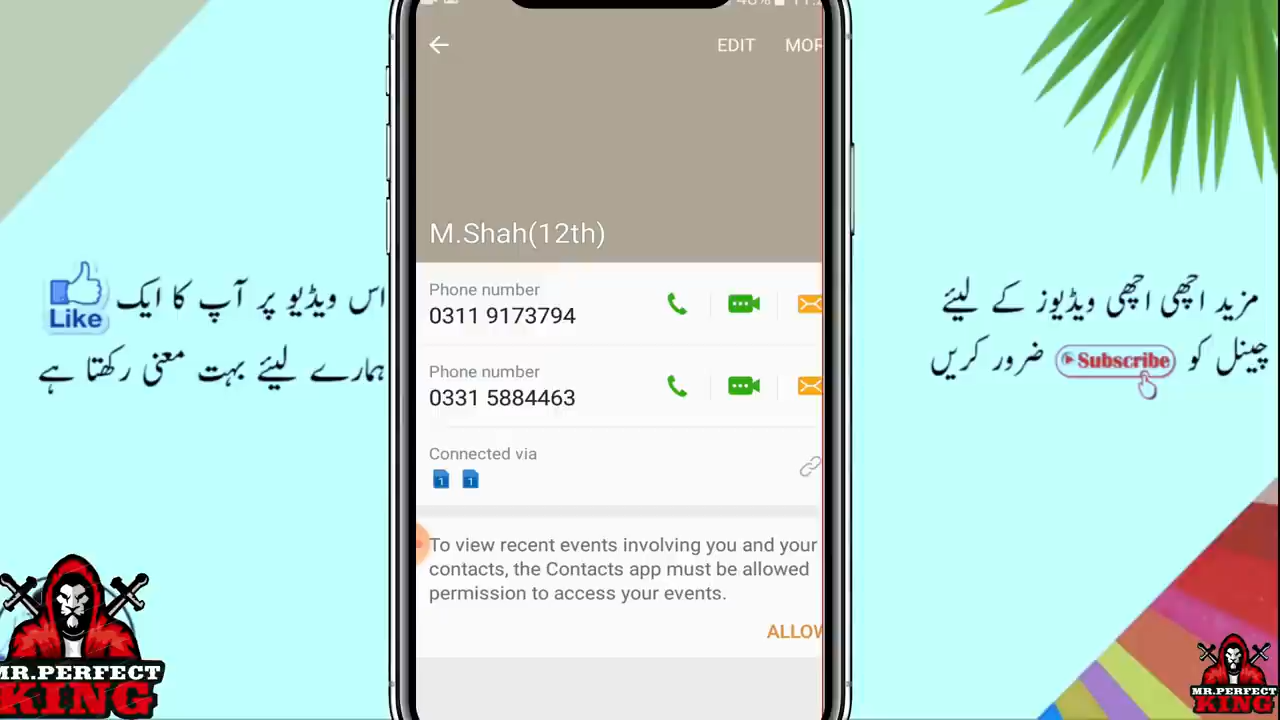 EDIT
M.Shah(12th)
Phone number
0311 9173794
Phone number
0331 5884463
Connected via
1 1
To view recent events involving you and your
contacts, the Contacts app must be allowed
permission to access your events.
ALLOW
اس ویڈیو پر آپ کا ایک Like
ہمارے لیئے بہت معنی رکھتا ہے
مزید اچھی اچھی ویڈیوز کے لیئے
چینل کو Subscribe ضرور کریں
MR.PERFECT
KING
MR.PERFECT
KING